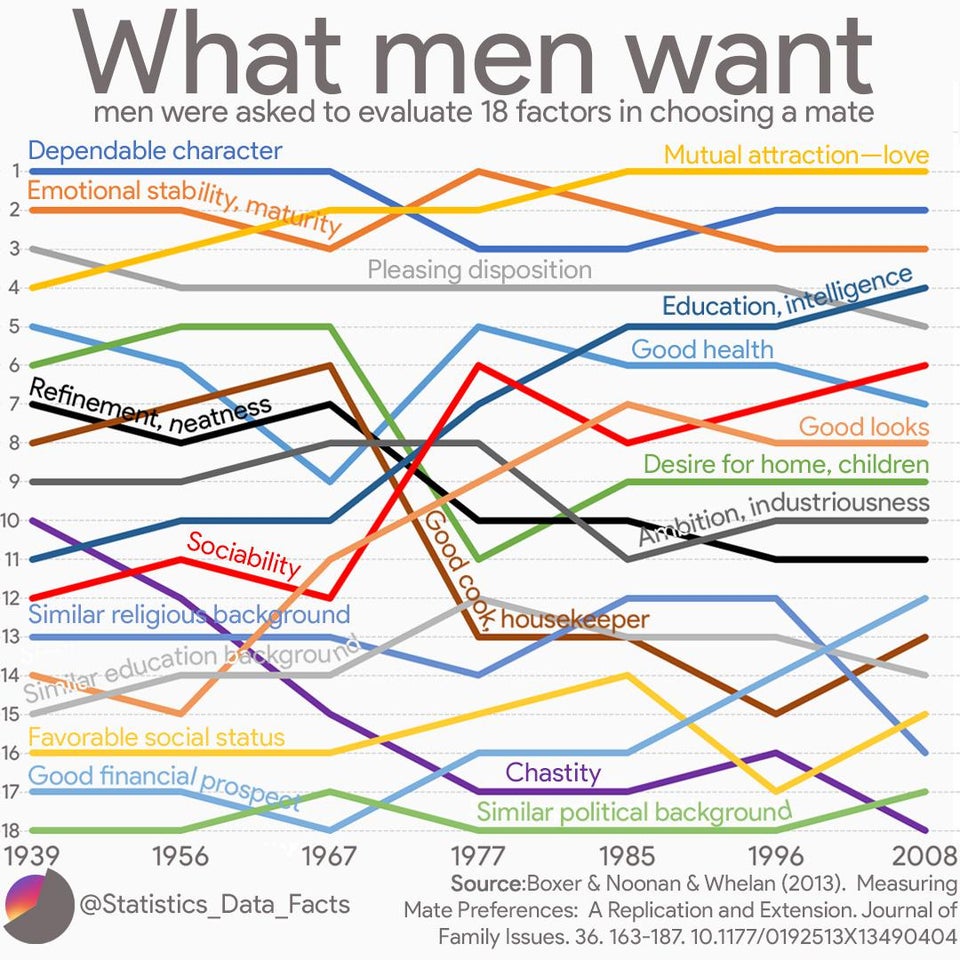 What men want
men were asked to evaluate 18 factors in choosing a mate
Dependable character
Mutual attraction—love
1
Emotional stability, maturity
2
3
Pleasing disposition
4
Education, intelligence
5
Good health
6
Refinement, neatness
7
Good looks
8
Desire for home, children
9
Ambition, industriousness
10
Sociability
11
12
Similar religious background
Good cook, housekeeper
13
Similar education background
14
15
Favorable social status
16
Good financial prospect
Chastity
17
Similar political background
18
1939 1956 1967 1977 1985 1996 2008
@Statistics_Data_Facts
Source:Boxer & Noonan & Whelan (2013). Measuring
Mate Preferences: A Replication and Extension. Journal of
Family Issues. 36. 163-187. 10.1177/0192513X13490404